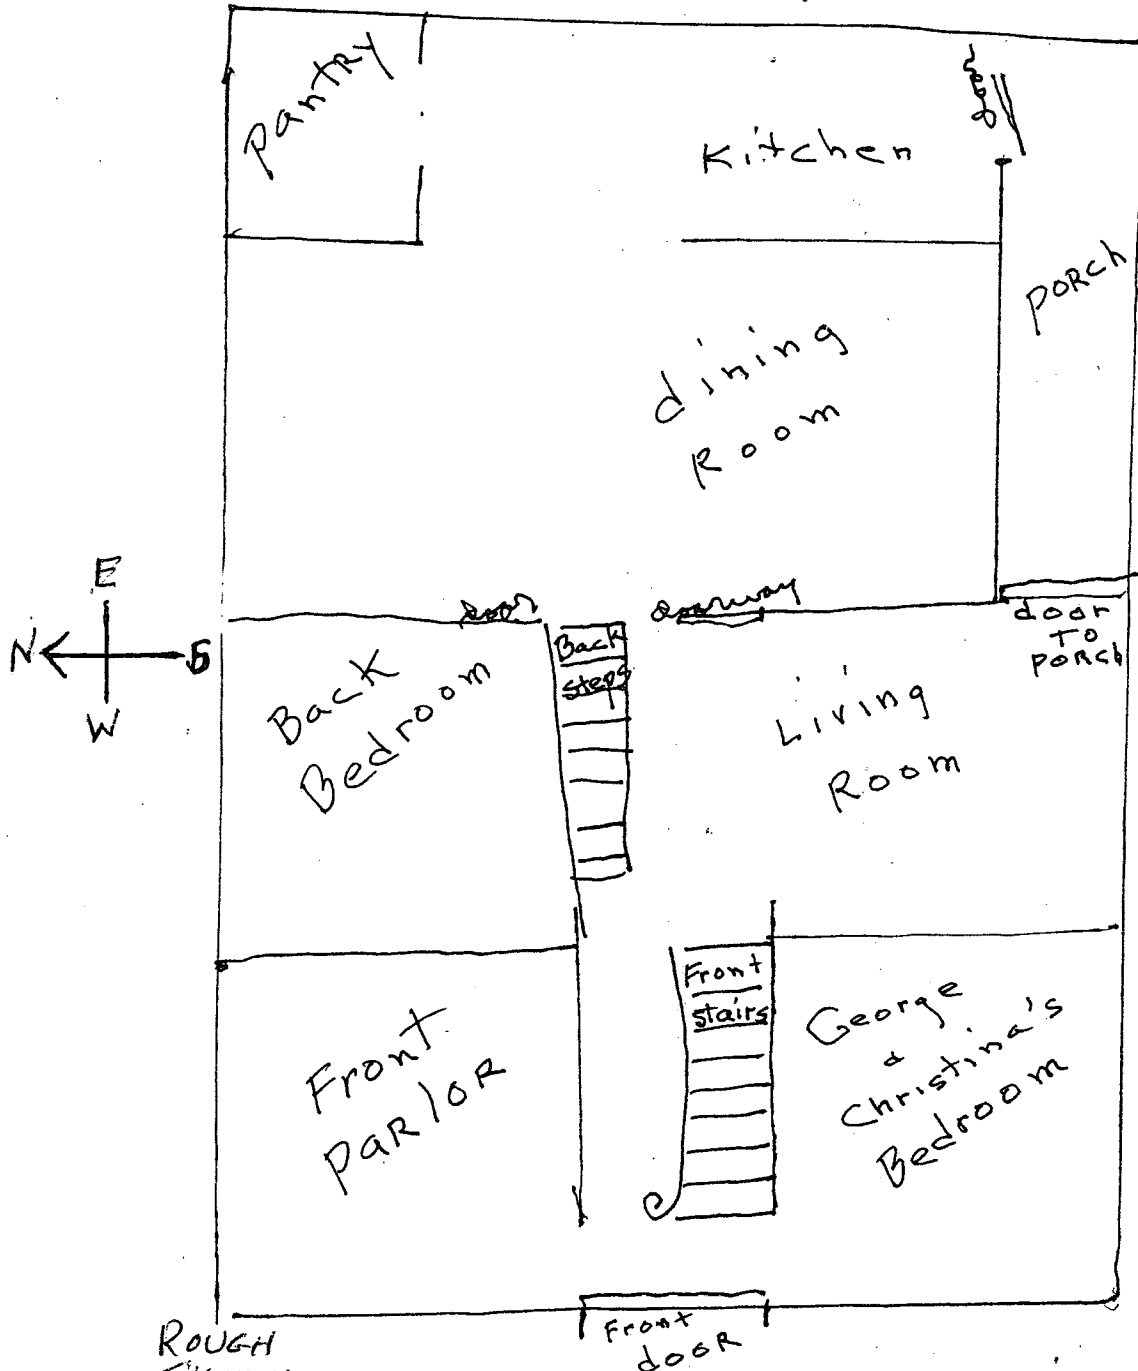 Pantry
door
Kitchen
Porch
dining
Room
E
N
S
W
door
doorway
door
TO
Porch
Back
steps
Back
Bedroom
Living
Room
Front
stairs
George
&
Christina's
Bedroom
Front
Parlor
Front
door
ROUGH